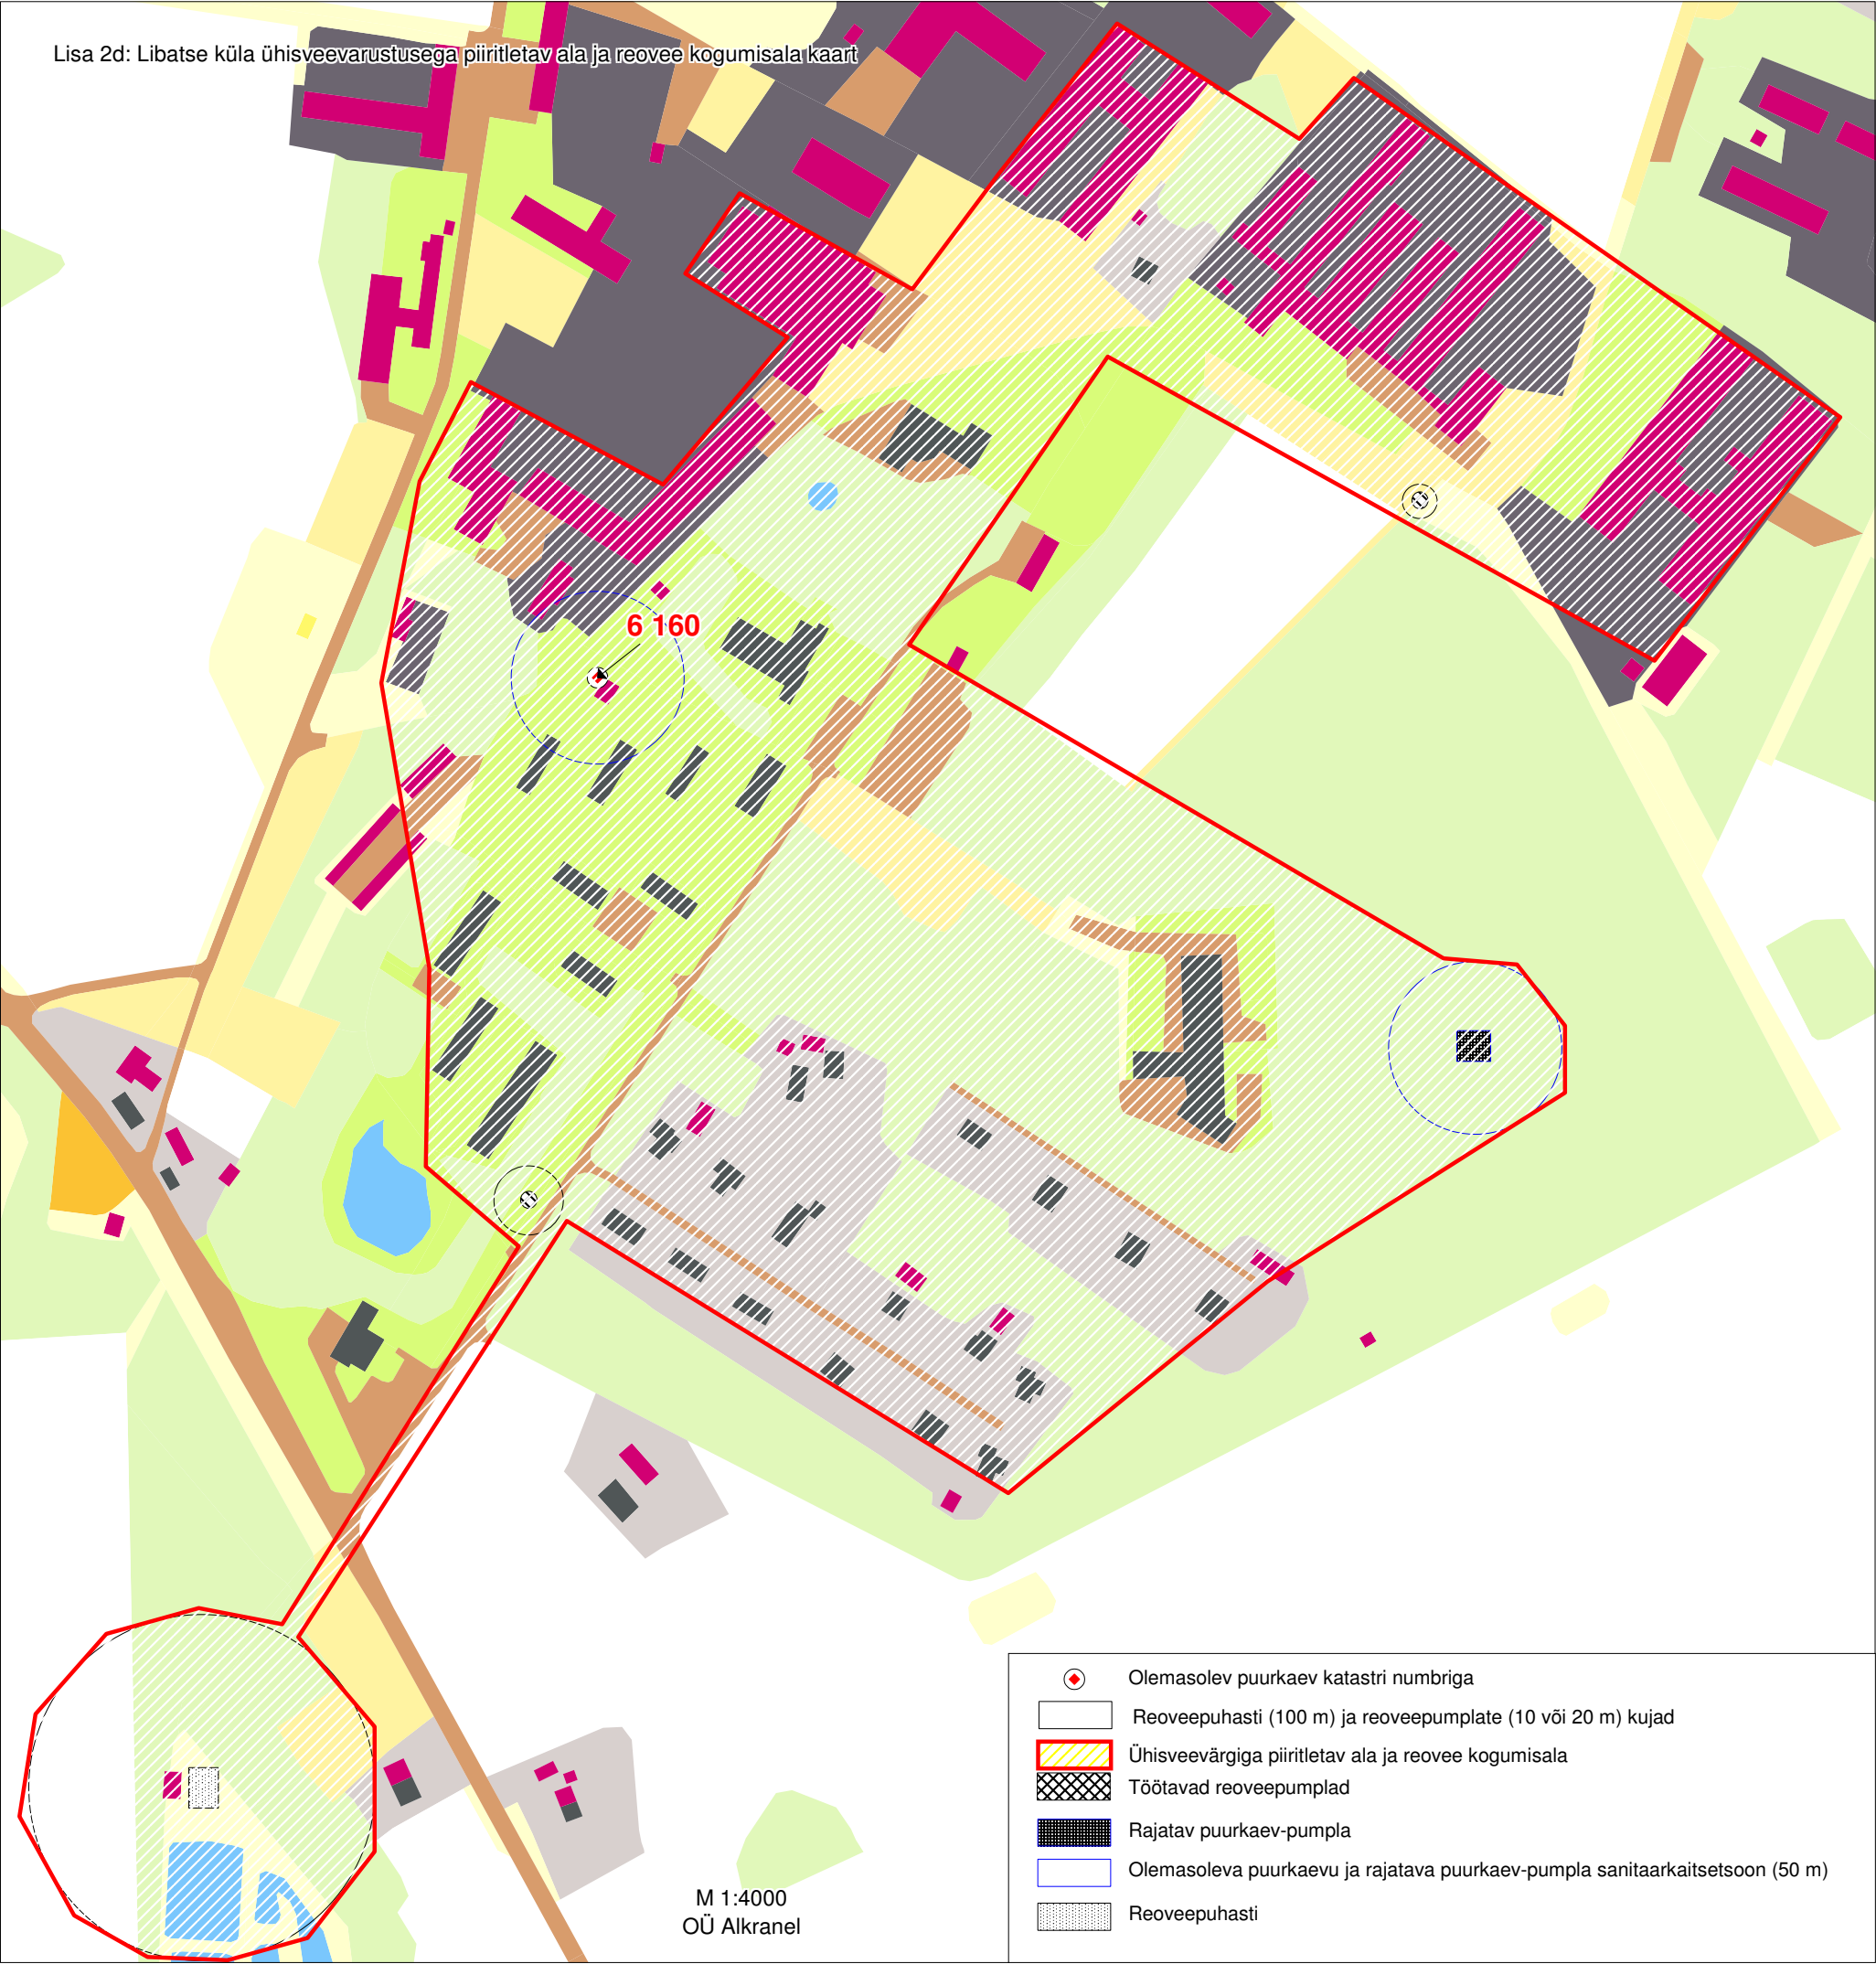 Lisa 2d: Libatse küla ühisveevarustusega piiritletav ala ja reovee kogumisala kaart
6 160
Olemasolev puurkaev katastri numbriga
Reoveepuhasti (100 m) ja reoveepumplate (10 või 20 m) kujad
Ühisveevärgiga piiritletav ala ja reovee kogumisala
Töötavad reoveepumplad
Rajatav puurkaev-pumpla
Olemasoleva puurkaevu ja rajatava puurkaev-pumpla sanitaarkaitsetsoon (50 m)
Reoveepuhasti
M 1:4000
OÜ Alkranel